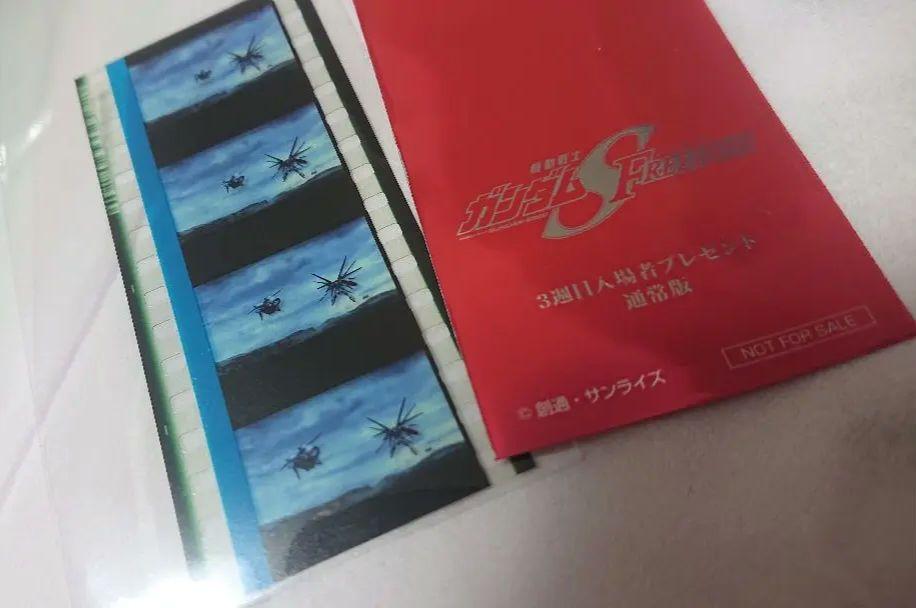 機動戦士
ガンダムSEED FREEDOM
3週目入場者プレゼント
通常版
NOT FOR SALE
© 創通・サンライズ